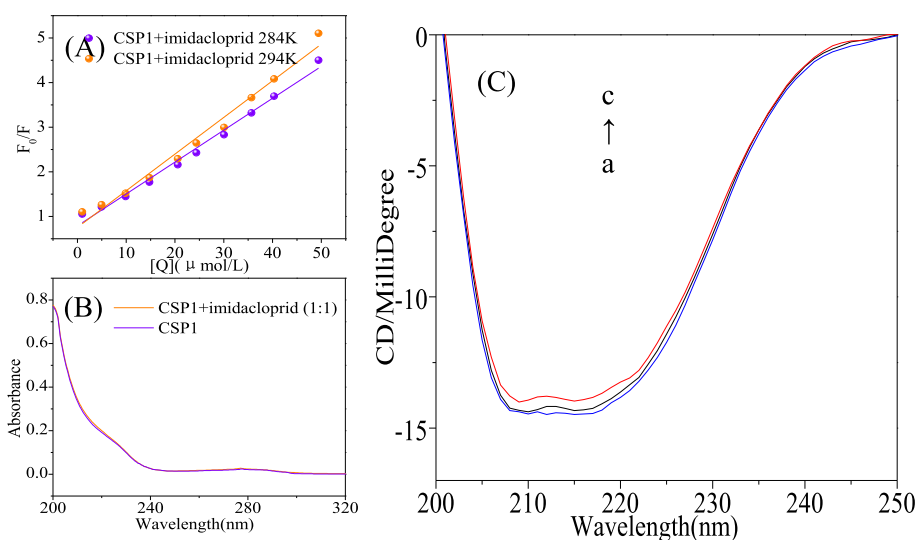 (A)
CSP1+imidacloprid 284K
CSP1+imidacloprid 294K
F0/F
5
4
3
2
1
0 10 20 30 40 50
[Q]( μ mol/L)
(B)
CSP1+imidacloprid (1:1)
CSP1
Absorbance
0.8
0.6
0.4
0.2
0.0
200 240 280 320
Wavelength(nm)
(C)
c
↑
a
CD/MilliDegree
0
-5
-10
-15
200 210 220 230 240 250
Wavelength(nm)